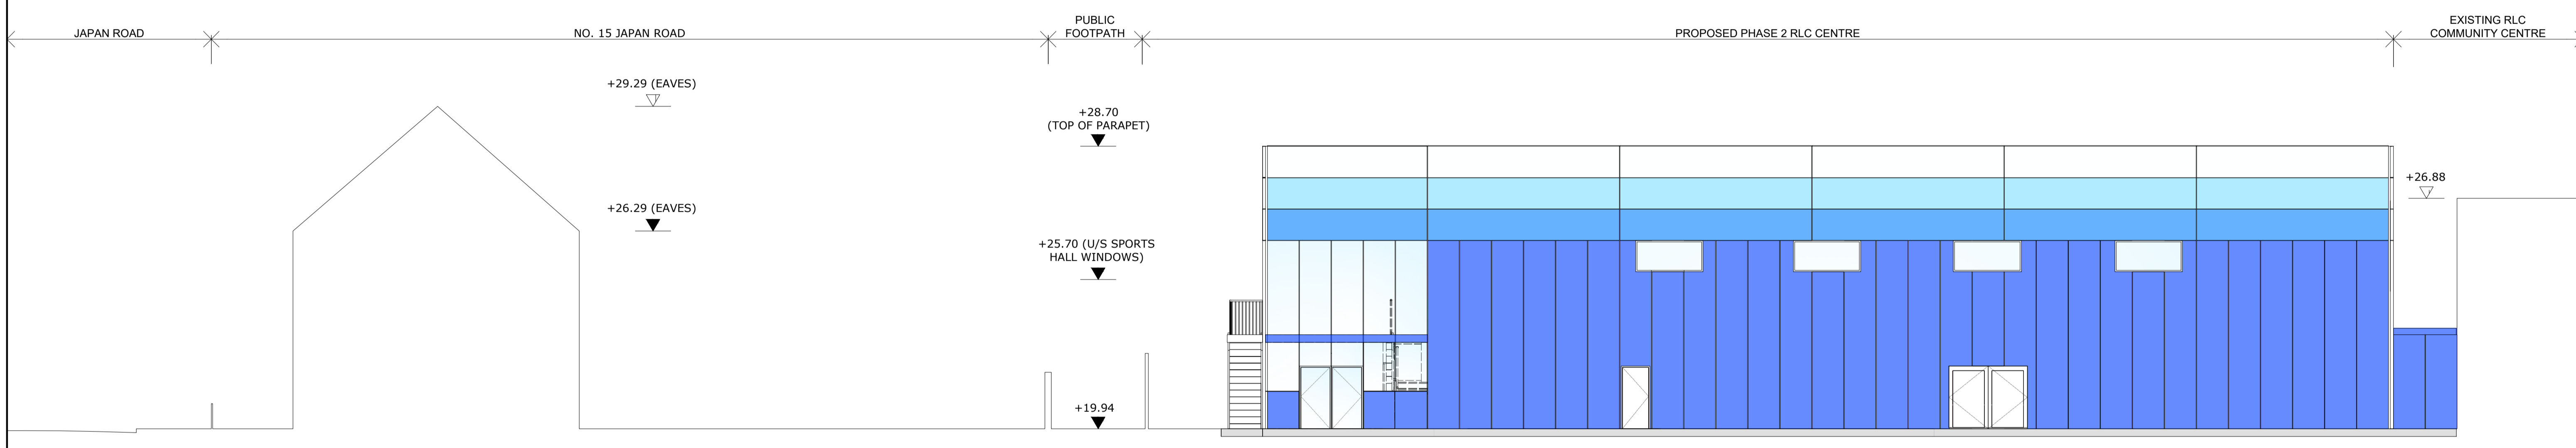 JAPAN ROAD
NO. 15 JAPAN ROAD
PUBLIC
FOOTPATH
PROPOSED PHASE 2 RLC CENTRE
EXISTING RLC
COMMUNITY CENTRE
+29.29 (EAVES)
+28.70
(TOP OF PARAPET)
+26.88
+26.29 (EAVES)
+25.70 (U/S SPORTS
HALL WINDOWS)
+19.94